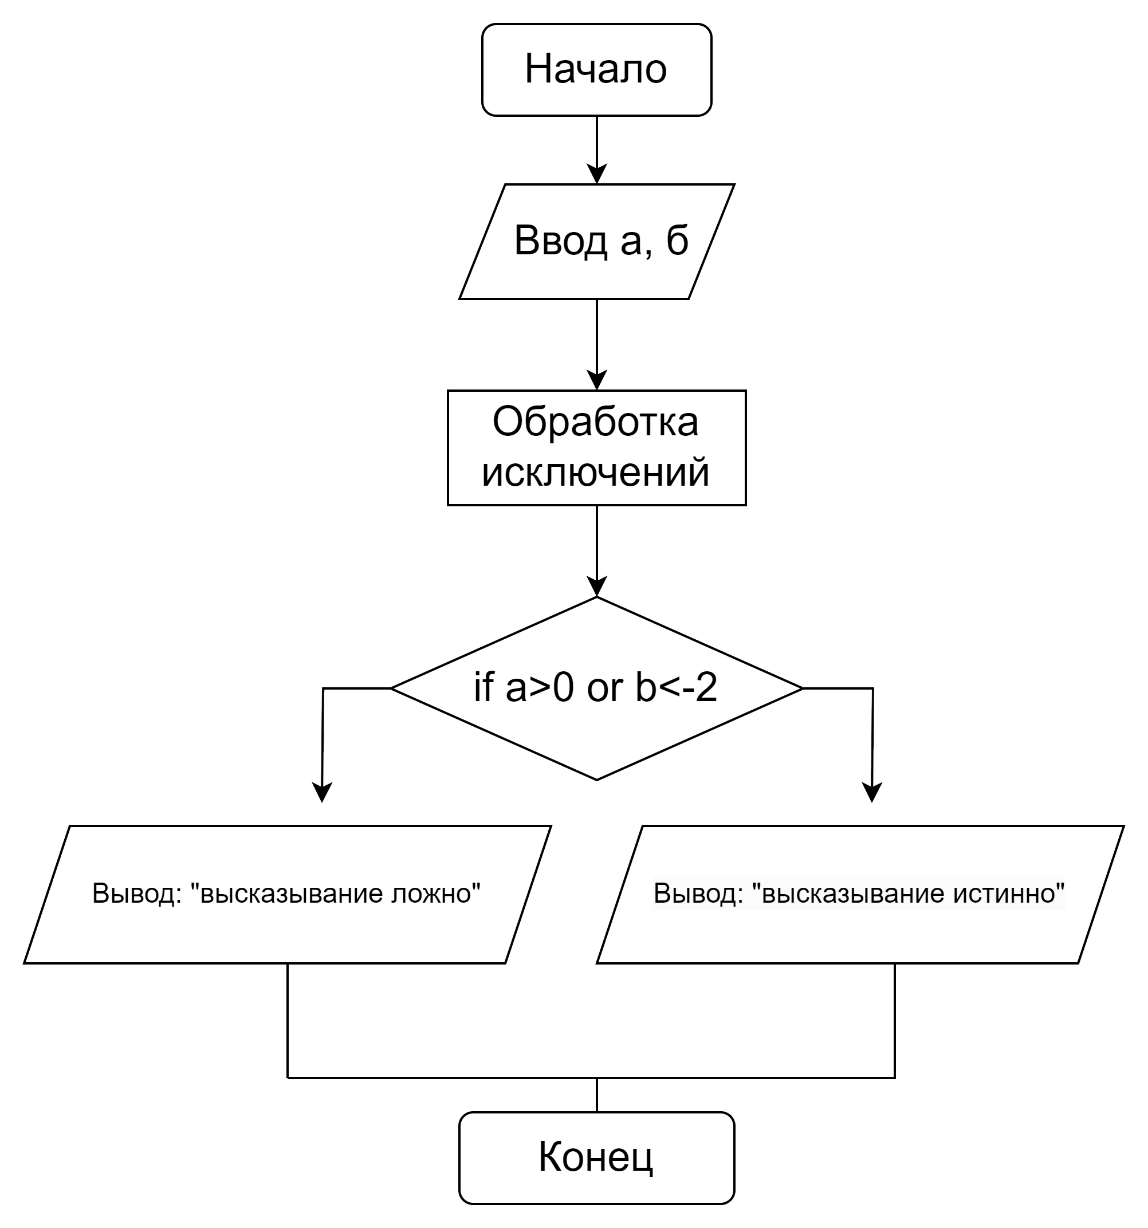 Начало
Ввод а, б
Обработка
исключений
if a>0 or b<-2
Вывод: "высказывание ложно"
Вывод: "высказывание истинно"
Конец